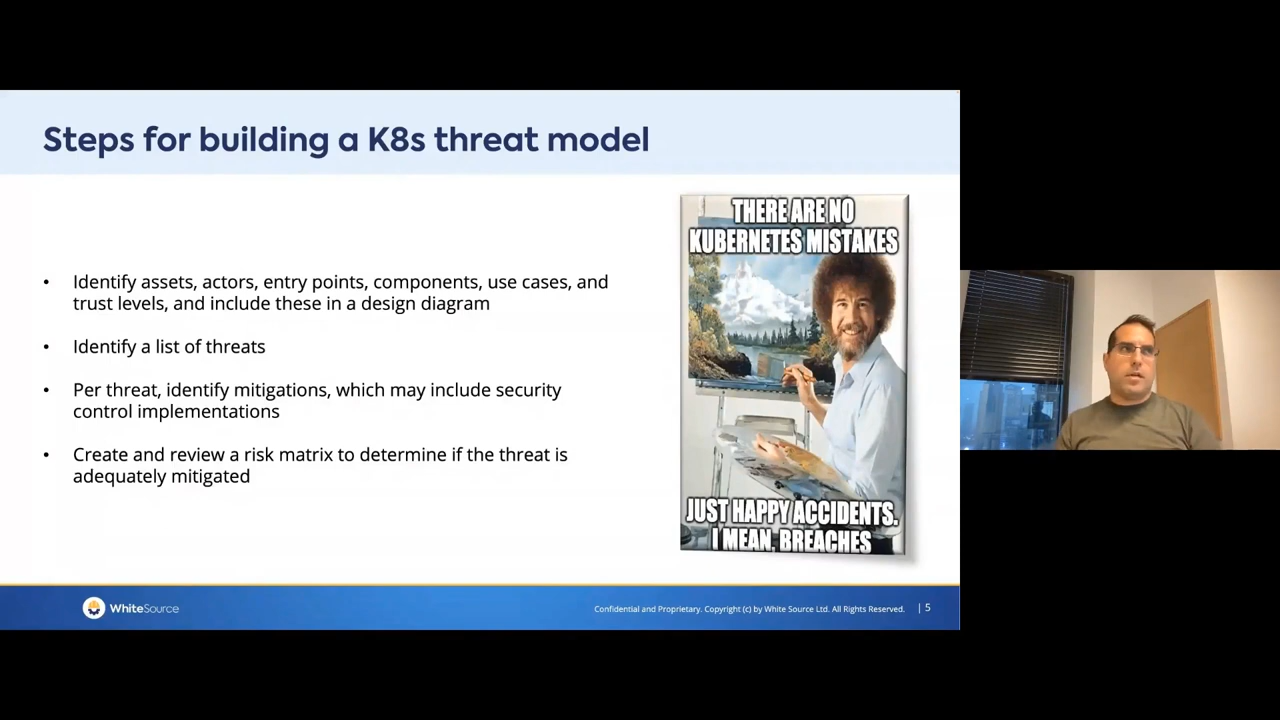 Steps for building a K8s threat model
• Identify assets, actors, entry points, components, use cases, and
trust levels, and include these in a design diagram
• Identify a list of threats
• Per threat, identify mitigations, which may include security
control implementations
• Create and review a risk matrix to determine if the threat is
adequately mitigated
THERE ARE NO
KUBERNETES MISTAKES
JUST HAPPY ACCIDENTS.
I MEAN, BREACHES
WhiteSource
Confidential and Proprietary. Copyright (c) by White Source Ltd. All Rights Reserved. | 5